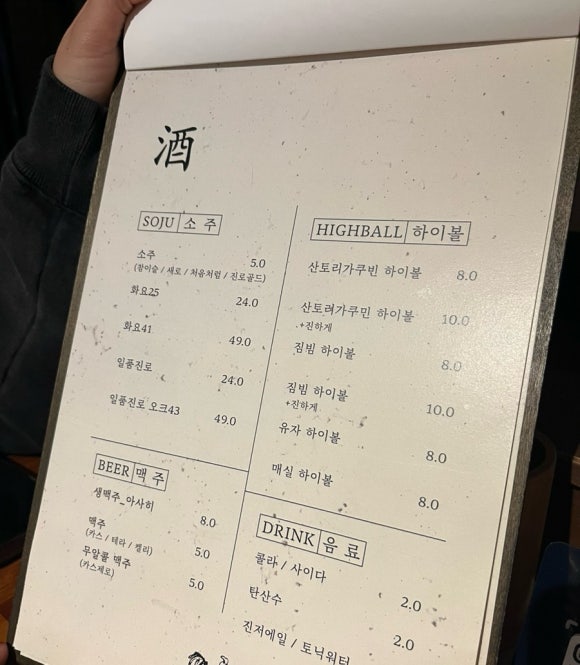 酒
SOJU 소 주
소주 5.0
(참이슬 / 새로 / 처음처럼 / 진로골드)
화요25 24.0
화요41 49.0
일품진로 24.0
일품진로 오크43 49.0
BEER 맥 주
생맥주_아사히 8.0
맥주 5.0
(카스 / 테라 / 켈리)
무알콜 맥주 5.0
(카스제로)
HIGHBALL 하이볼
산토리가쿠빈 하이볼 8.0
산토려가쿠민 하이볼 10.0
+진하게
짐빔 하이볼 8.0
짐빔 하이볼 10.0
+진하게
유자 하이볼 8.0
매실 하이볼 8.0
DRINK 음 료
콜라 / 사이다 2.0
탄산수 2.0
진저에일 / 토닉워터